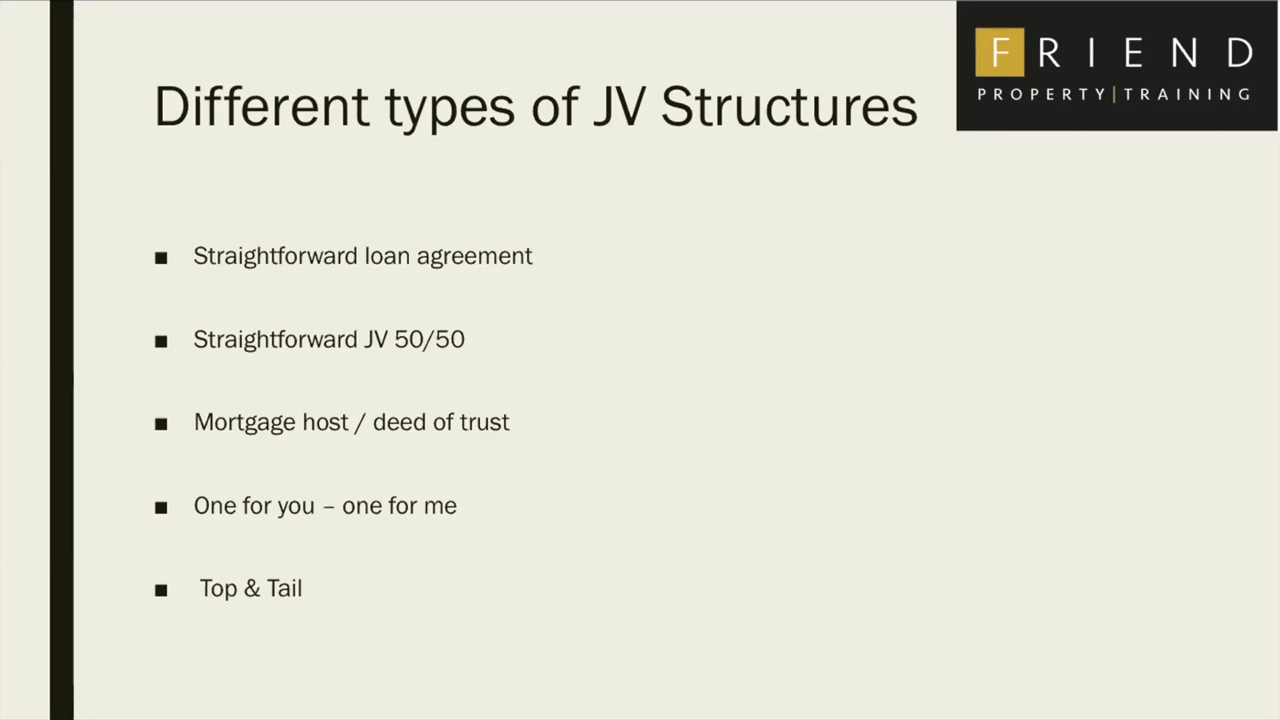 FRIEND
PROPERTY|TRAINING
Different types of JV Structures
■ Straightforward loan agreement
■ Straightforward JV 50/50
■ Mortgage host / deed of trust
■ One for you – one for me
■ Top & Tail